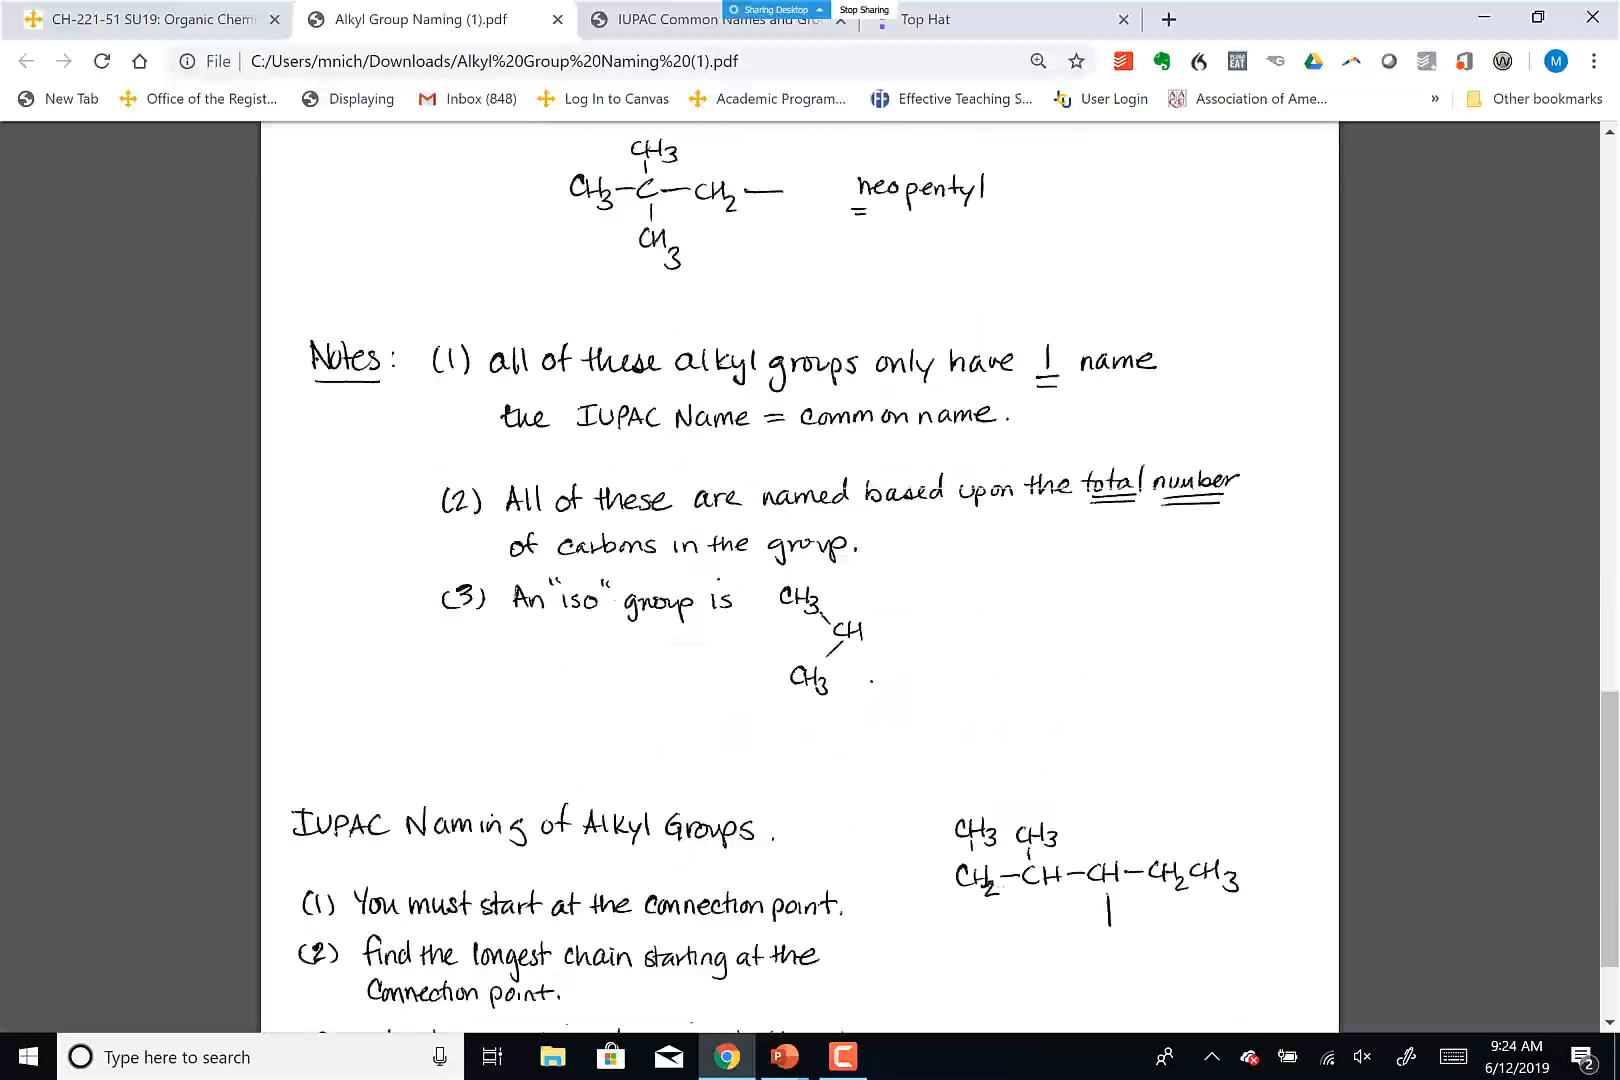 CH-221-51 SU19: Organic Chem
Alkyl Group Naming (1).pdf
IUPAC Common Names and Gro
Sharing Desktop
Stop Sharing
Top Hat
File
C:/Users/mnich/Downloads/Alkyl%20Group%20Naming%20(1).pdf
M
New Tab
Office of the Regist...
Displaying
Inbox (848)
Log In to Canvas
Academic Program...
Effective Teaching S...
User Login
Association of Ame...
»
Other bookmarks
CH3
CH3-C-CH2-
neopentyl
CH3
Notes: (1) all of these alkyl groups only have 1 name
the IUPAC Name = common name.
(2) All of these are named based upon the total number
of carbons in the group.
(3) An "iso" group is
CH3
CH
CH3
IUPAC Naming of Alkyl Groups.
CH3 CH3
CH2-CH-CH-CH2CH3
(1) You must start at the connection point.
(2) find the longest chain starting at the
Connection point.
Type here to search
9:24 AM
6/12/2019
2